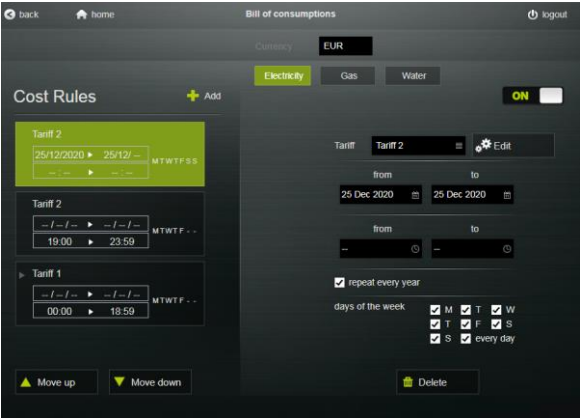 back home Bill of consumptions logout
Currency EUR
Electricity Gas Water
Cost Rules Add
ON
Tariff 2
25/12/2020 25/12/ -- MTWTFSS
-- : -- -- : --
Tariff 2
--/--/-- --/--/-- MTWTF--
19:00 23:59
Tariff 1
--/--/-- --/--/-- MTWTF--
00:00 18:59
Move up Move down
Tariff Tariff 2 Edit
from to
25 Dec 2020 25 Dec 2020
from to
-- --
repeat every year
days of the week M T W
T F S
S every day
Delete